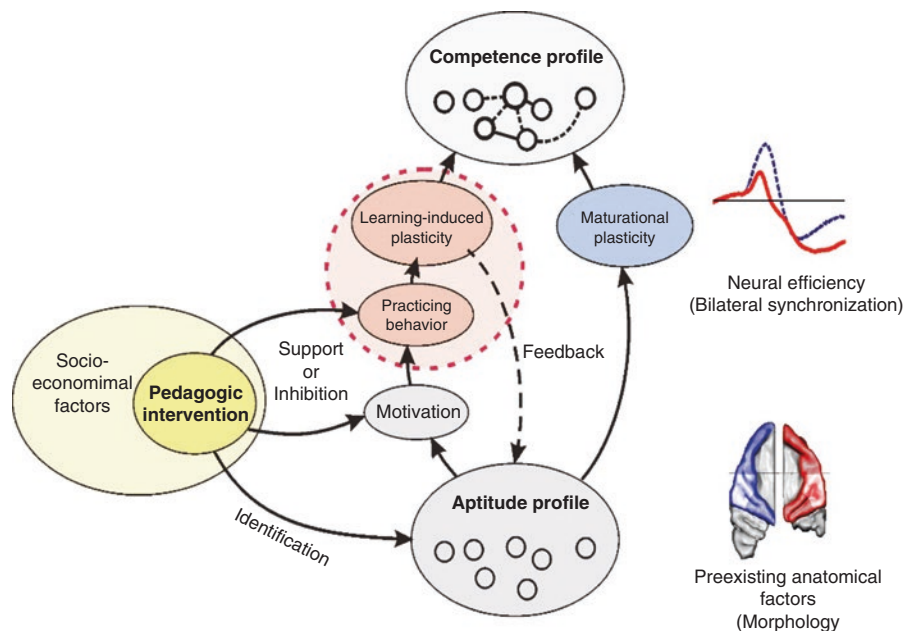 Competence profile
Learning-induced
plasticity
Maturational
plasticity
Neural efficiency
(Bilateral synchronization)
Practicing
behavior
Feedback
Support
or
Inhibition
Socio-
economimal
factors
Pedagogic
intervention
Motivation
Identification
Aptitude profile
Preexisting anatomical
factors
(Morphology